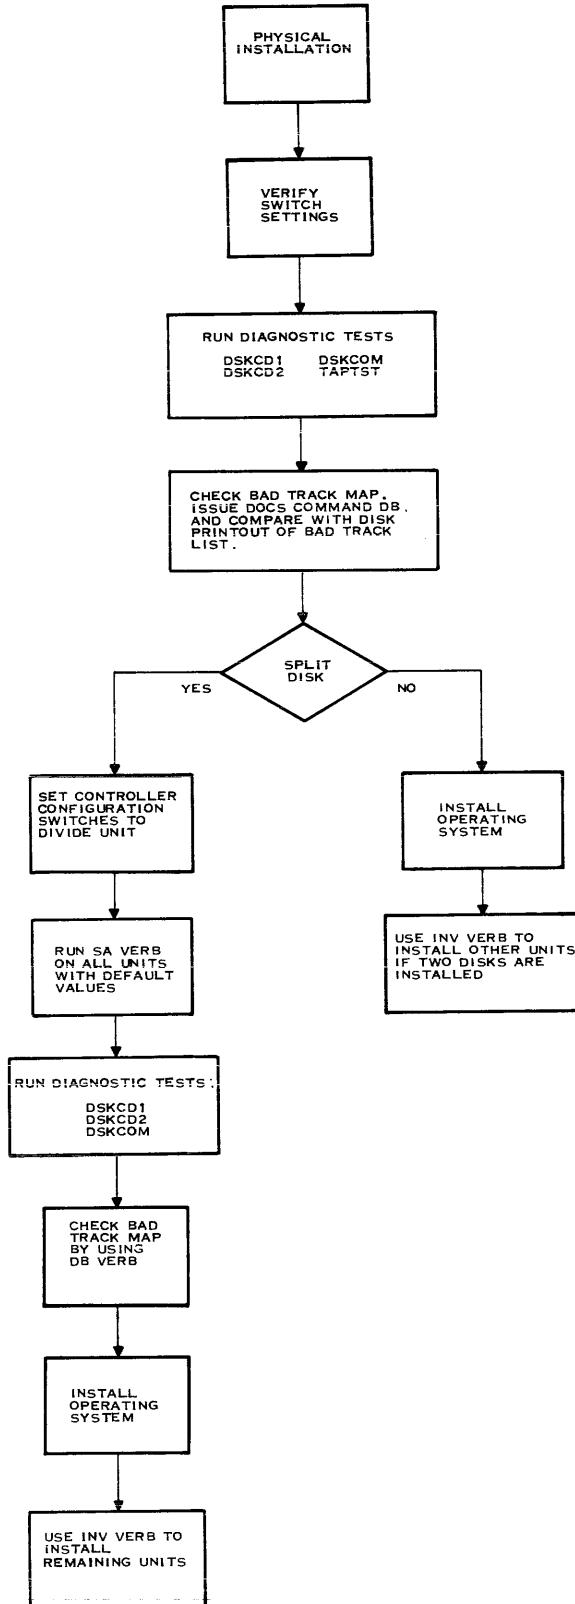 PHYSICAL
INSTALLATION
VERIFY
SWITCH
SETTINGS
RUN DIAGNOSTIC TESTS
DSKCD1 DSKCOM
DSKCD2 TAPTST
CHECK BAD TRACK MAP.
ISSUE DOCS COMMAND DB,
AND COMPARE WITH DISK
PRINTOUT OF BAD TRACK
LIST.
SPLIT
DISK
YES
NO
SET CONTROLLER
CONFIGURATION
SWITCHES TO
DIVIDE UNIT
RUN SA VERB
ON ALL UNITS
WITH DEFAULT
VALUES
RUN DIAGNOSTIC TESTS:
DSKCD1
DSKCD2
DSKCOM
CHECK BAD
TRACK MAP
BY USING
DB VERB
INSTALL
OPERATING
SYSTEM
USE INV VERB TO
INSTALL
REMAINING UNITS
INSTALL
OPERATING
SYSTEM
USE INV VERB TO
INSTALL OTHER UNITS
IF TWO DISKS ARE
INSTALLED